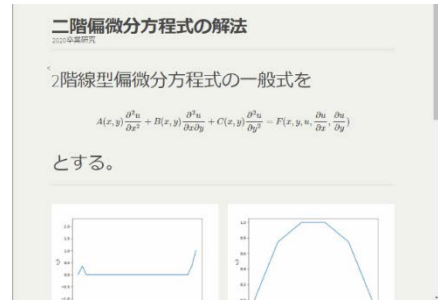 二階偏微分方程式の解法
2020卒業研究
2階線型偏微分方程式の一般式を
A(x, y) ∂²u/∂x² + B(x, y) ∂²u/∂x∂y + C(x, y) ∂²u/∂y² = F(x, y, u, ∂u/∂x, ∂u/∂y)
とする。